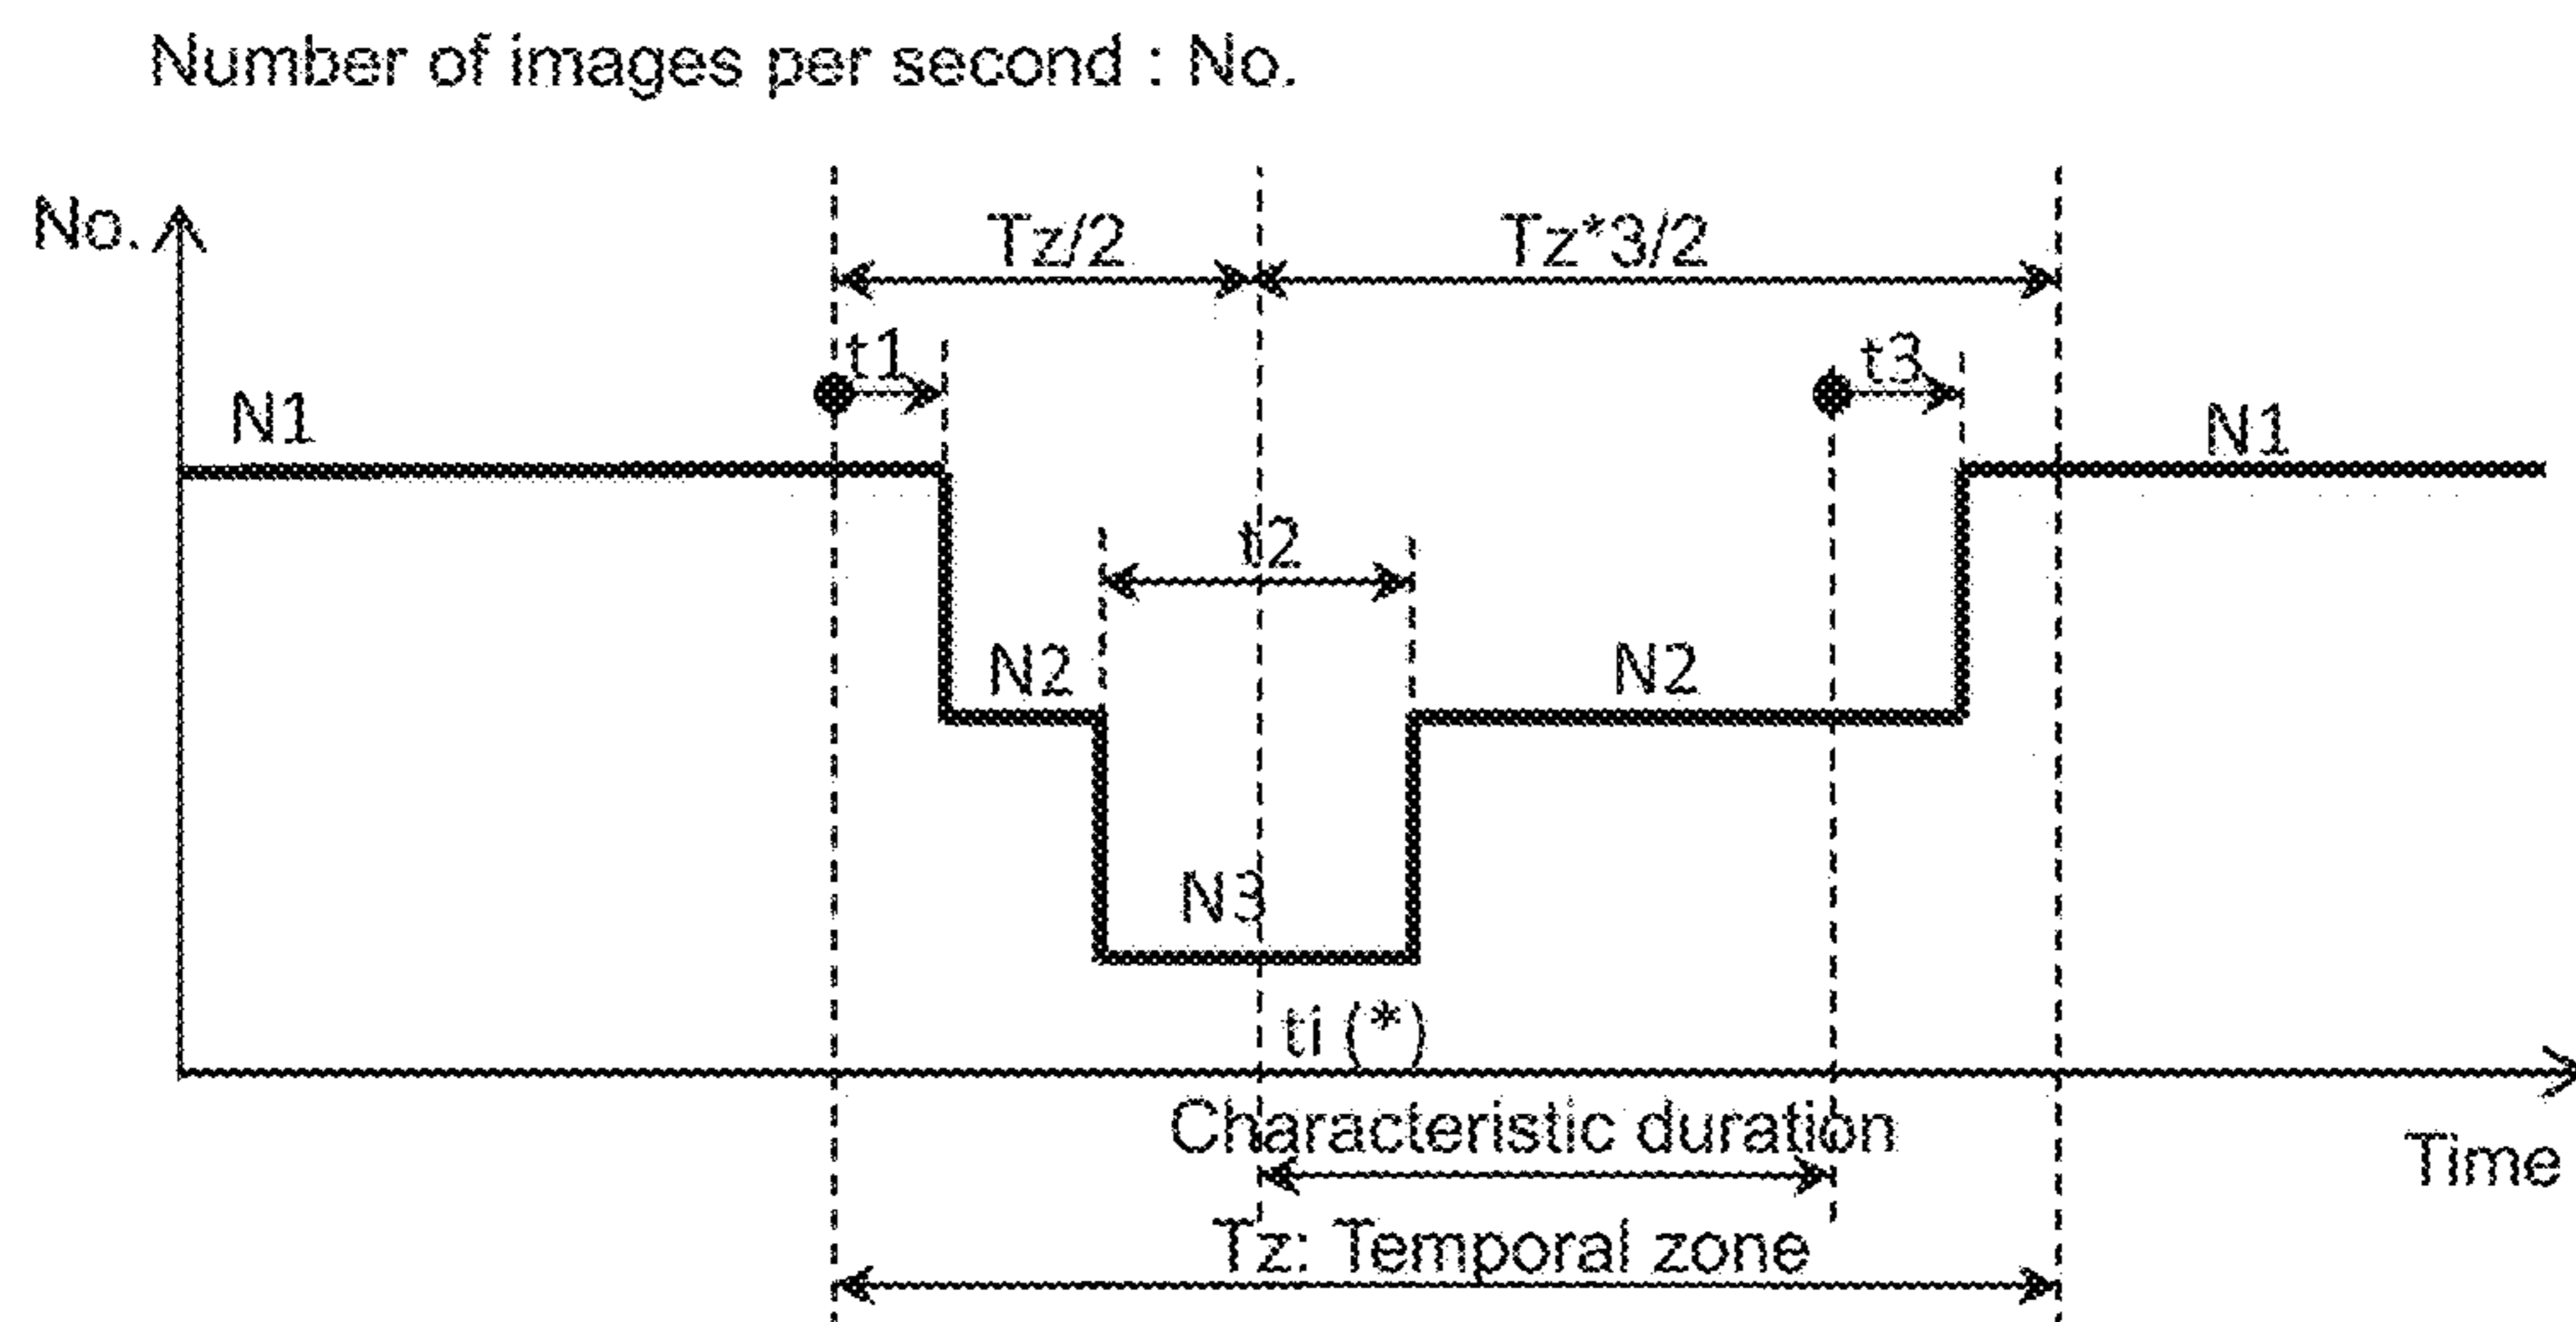 Number of images per second : No.
No.
Tz/2
Tz*3/2
t1
t3
N1
N1
t2
N2
N2
N3
ti (*)
Characteristic duration
Time
Tz: Temporal zone